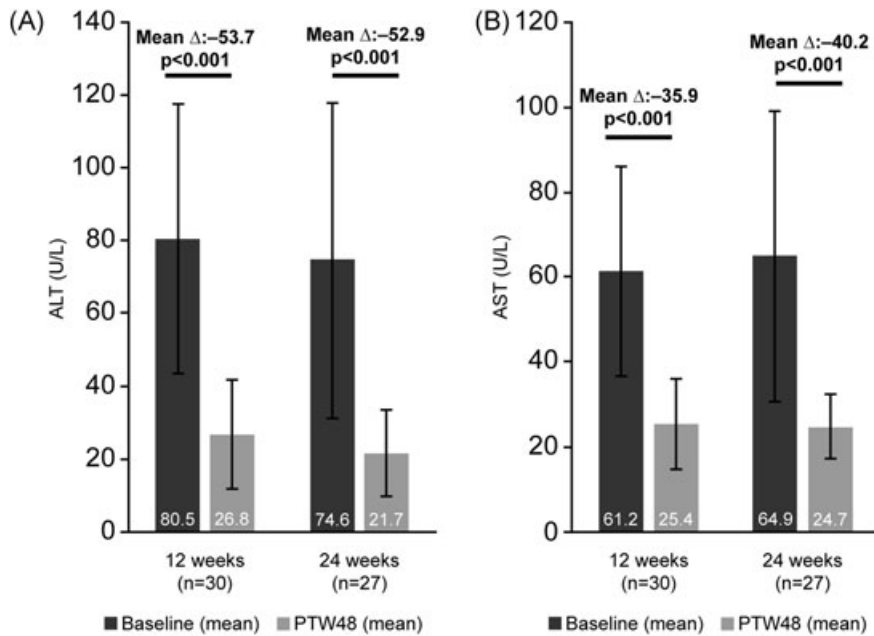 (A)
Mean Δ:–53.7
p<0.001
Mean Δ:–52.9
p<0.001
ALT (U/L)
140
120
100
80
60
40
20
0
80.5
26.8
74.6
21.7
12 weeks
(n=30)
24 weeks
(n=27)
Baseline (mean)
PTW48 (mean)
(B)
Mean Δ:–35.9
p<0.001
Mean Δ:–40.2
p<0.001
AST (U/L)
120
100
80
60
40
20
0
61.2
25.4
64.9
24.7
12 weeks
(n=30)
24 weeks
(n=27)
Baseline (mean)
PTW48 (mean)